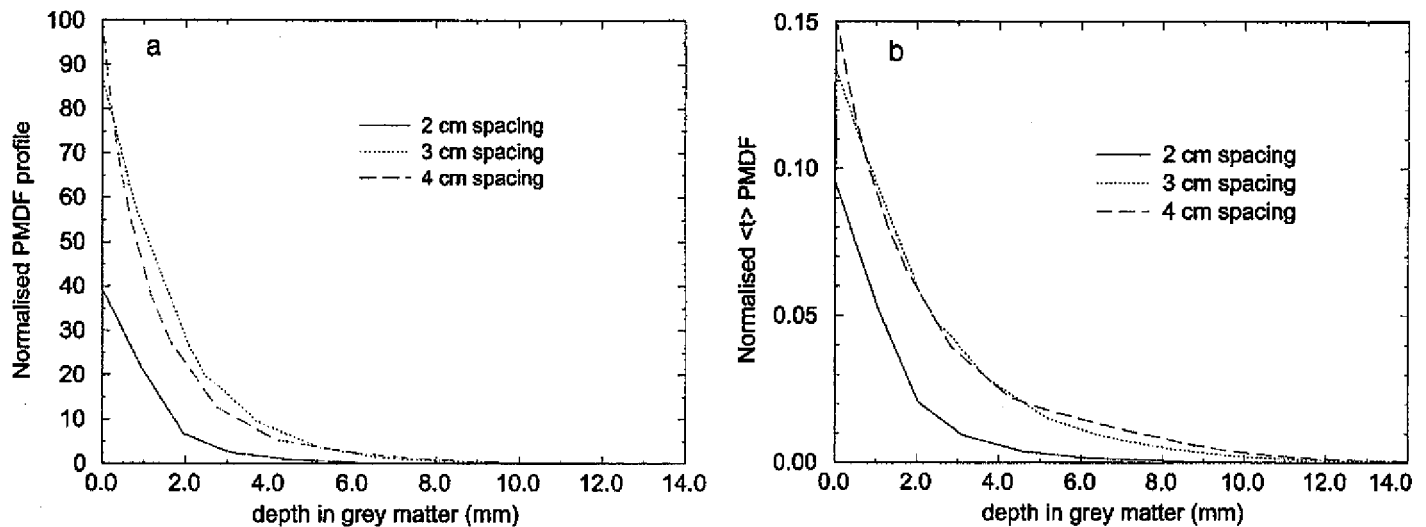 a
Normalised PMDF profile
100
90
80
70
60
50
40
30
20
10
0
2 cm spacing
3 cm spacing
4 cm spacing
0.0 2.0 4.0 6.0 8.0 10.0 12.0 14.0
depth in grey matter (mm)
b
Normalised <t> PMDF
0.15
0.10
0.05
0.00
2 cm spacing
3 cm spacing
4 cm spacing
0.0 2.0 4.0 6.0 8.0 10.0 12.0 14.0
depth in grey matter (mm)